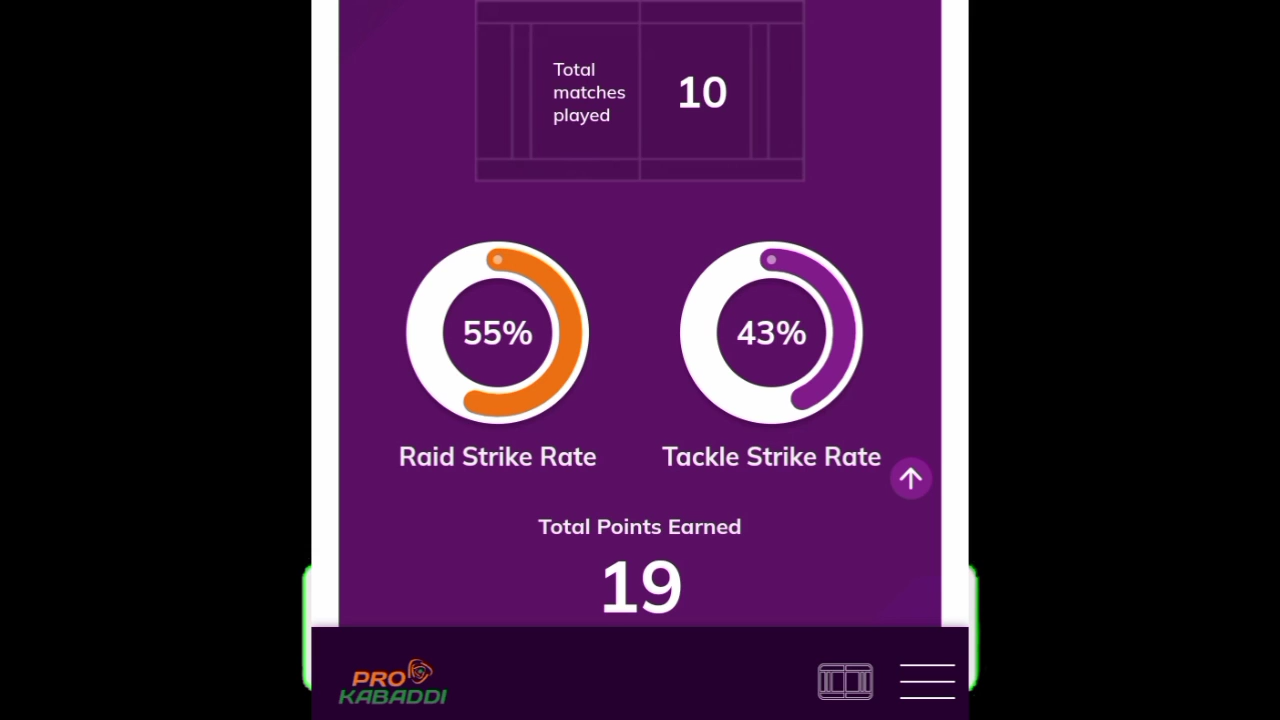 Total
matches
played
10
55%
43%
Raid Strike Rate
Tackle Strike Rate
Total Points Earned
19
PRO
KABADDI